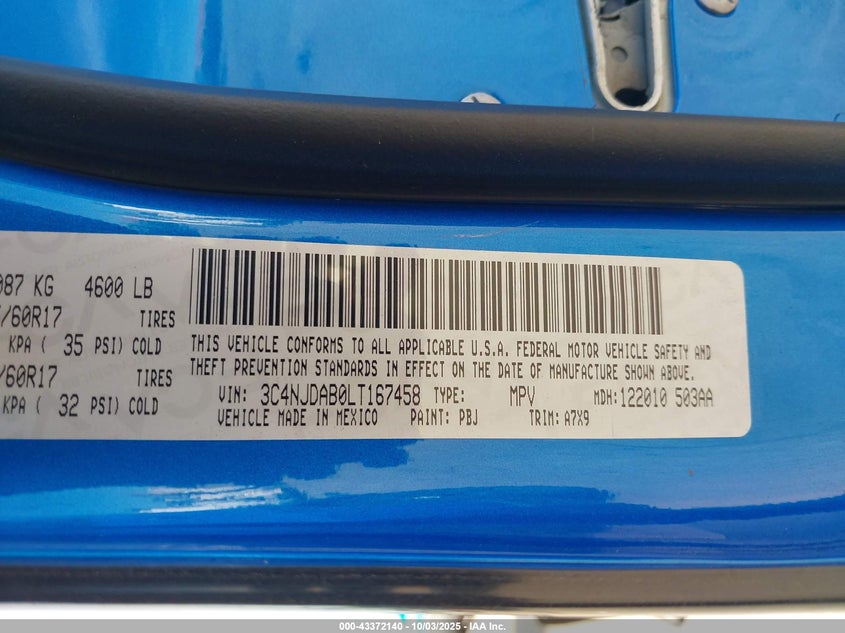 087 KG 4600 LB
/60R17 TIRES
KPA ( 35 PSI) COLD
/60R17 TIRES
KPA ( 32 PSI) COLD
THIS VEHICLE CONFORMS TO ALL APPLICABLE U.S.A. FEDERAL MOTOR VEHICLE SAFETY AND
THEFT PREVENTION STANDARDS IN EFFECT ON THE DATE OF MANUFACTURE SHOWN ABOVE.
VIN: 3C4NJDAB0LT167458 TYPE: MPV MDH:122010 503AA
VEHICLE MADE IN MEXICO PAINT: PBJ TRIM: A7X9
000-43372140 - 10/03/2025 - IAA Inc.